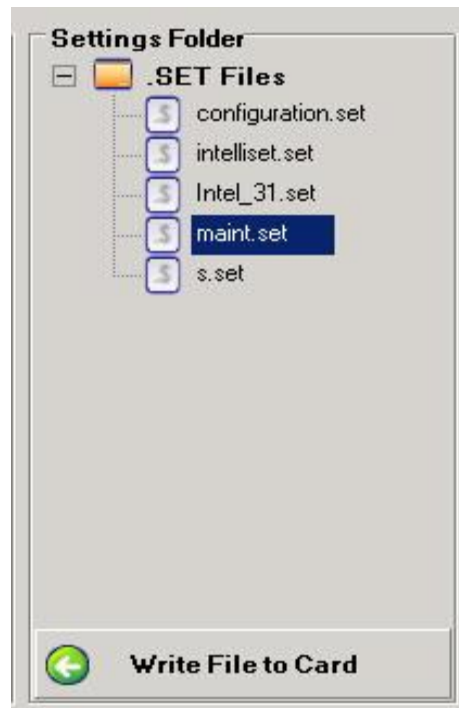 Settings Folder
.SET Files
configuration.set
intelliset.set
Intel_31.set
maint.set
s.set
Write File to Card